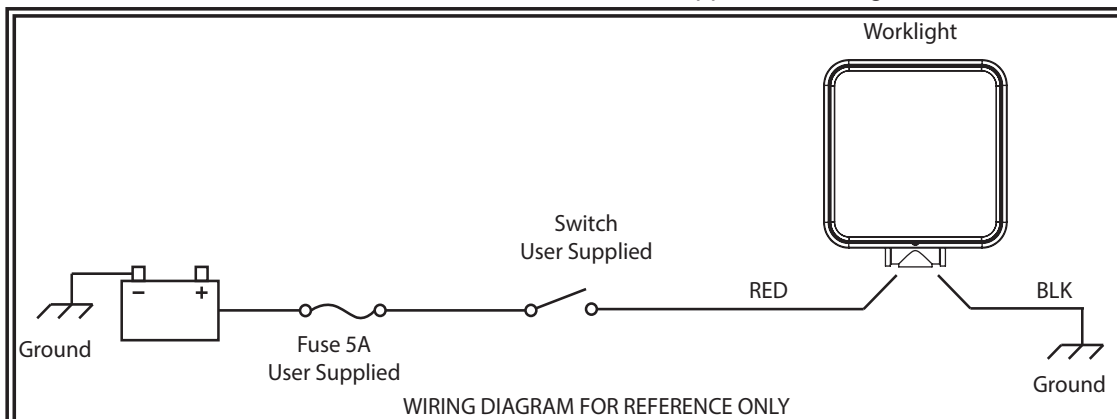 Worklight
Switch
User Supplied
− +
RED
BLK
Ground
Fuse 5A
User Supplied
Ground
WIRING DIAGRAM FOR REFERENCE ONLY